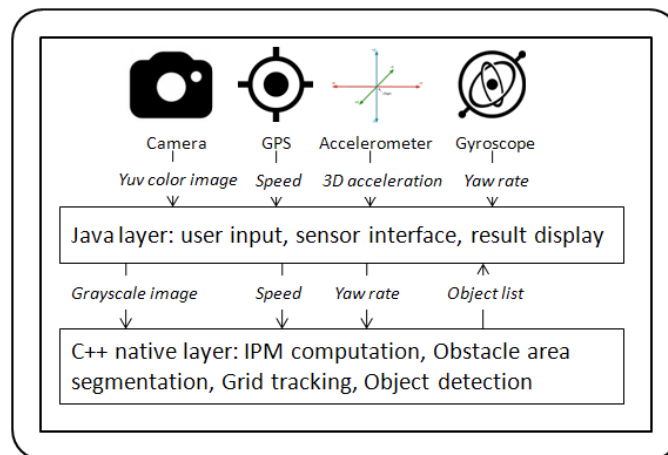 Camera GPS Accelerometer Gyroscope
Yuv color image Speed 3D acceleration Yaw rate
Java layer: user input, sensor interface, result display
Grayscale image Speed Yaw rate Object list
C++ native layer: IPM computation, Obstacle area
segmentation, Grid tracking, Object detection